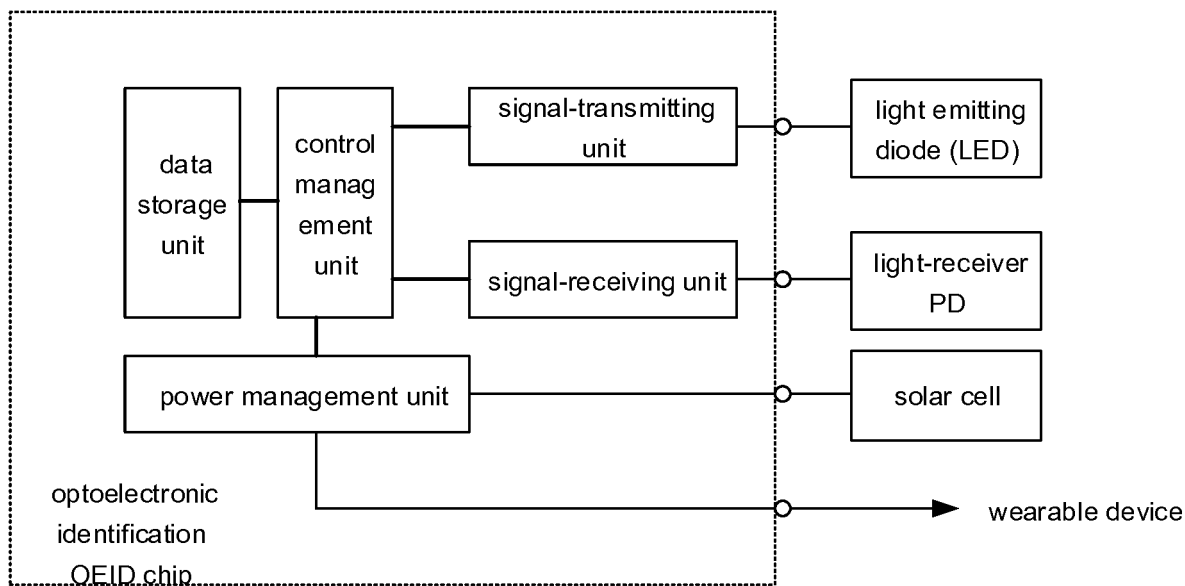 data
storage
unit
control
manag
ement
unit
signal-transmitting
unit
light emitting
diode (LED)
signal-receiving unit
light-receiver
PD
power management unit
solar cell
optoelectronic
identification
OEID chip
wearable device